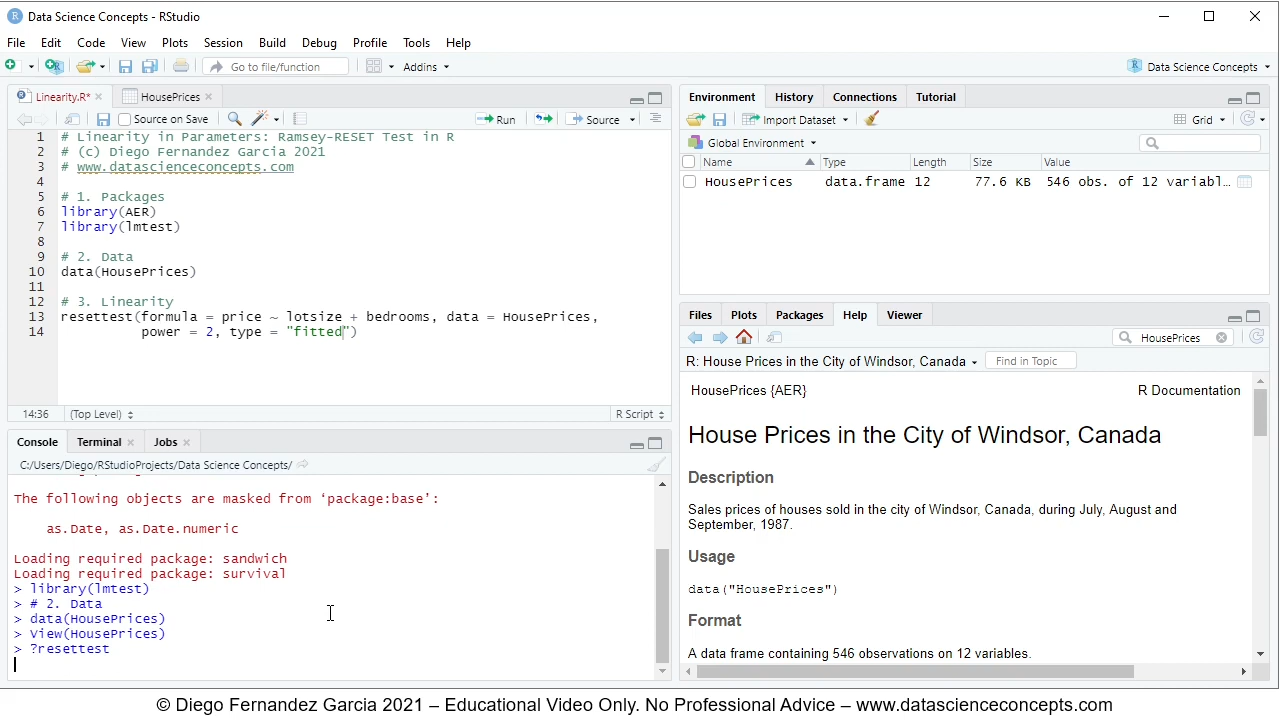 Data Science Concepts - RStudio
File Edit Code View Plots Session Build Debug Profile Tools Help
Go to file/function Addins Data Science Concepts
Linearity.R* HousePrices
Source on Save Run Source
1 # Linearity in Parameters: Ramsey-RESET Test in R
2 # (c) Diego Fernandez Garcia 2021
3 # www.datascienceconcepts.com
4
5 # 1. Packages
6 library(AER)
7 library(lmtest)
8
9 # 2. Data
10 data(HousePrices)
11
12 # 3. Linearity
13 resettest(formula = price ~ lotsize + bedrooms, data = HousePrices,
14 power = 2, type = "fitted")
14:36 (Top Level) R Script
Console Terminal Jobs
C:/Users/Diego/RStudioProjects/Data Science Concepts/
The following objects are masked from ‘package:base’:
as.Date, as.Date.numeric
Loading required package: sandwich
Loading required package: survival
> library(lmtest)
> # 2. Data
> data(HousePrices)
> View(HousePrices)
> ?resettest
Environment History Connections Tutorial
Import Dataset Grid
Global Environment
Name Type Length Size Value
HousePrices data.frame 12 77.6 KB 546 obs. of 12 variabl…
Files Plots Packages Help Viewer
HousePrices
R: House Prices in the City of Windsor, Canada Find in Topic
HousePrices {AER} R Documentation
House Prices in the City of Windsor, Canada
Description
Sales prices of houses sold in the city of Windsor, Canada, during July, August and
September, 1987.
Usage
data("HousePrices")
Format
A data frame containing 546 observations on 12 variables.
© Diego Fernandez Garcia 2021 – Educational Video Only. No Professional Advice – www.datascienceconcepts.com